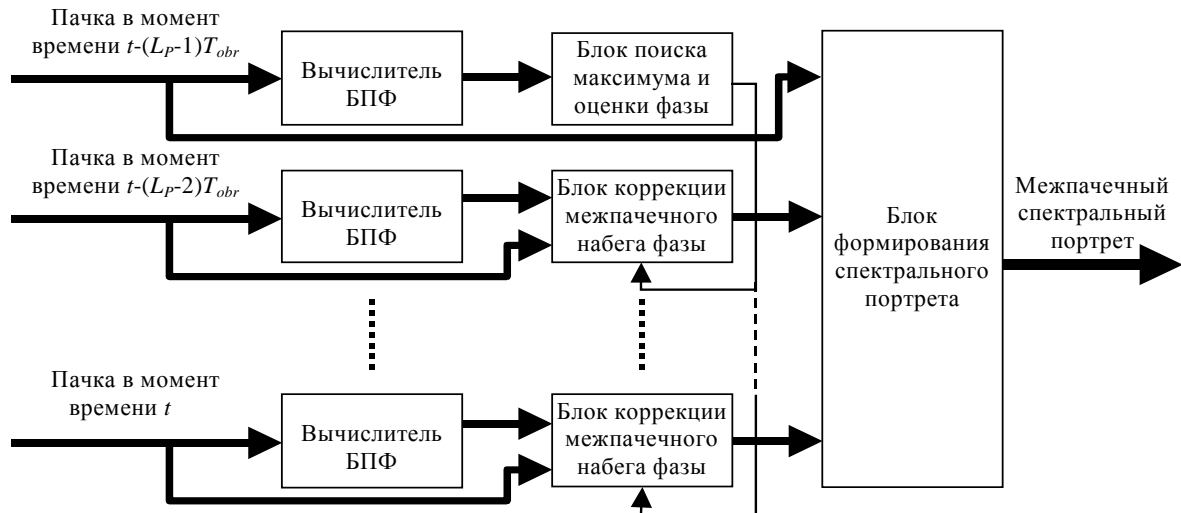 Пачка в момент
времени t-(L_P-1)T_obr
Вычислитель
БПФ
Блок поиска
максимума и
оценки фазы
Пачка в момент
времени t-(L_P-2)T_obr
Вычислитель
БПФ
Блок коррекции
межпачечного
набега фазы
Блок
формирования
спектрального
портрета
Межпачечный
спектральный
портрет
Пачка в момент
времени t
Вычислитель
БПФ
Блок коррекции
межпачечного
набега фазы